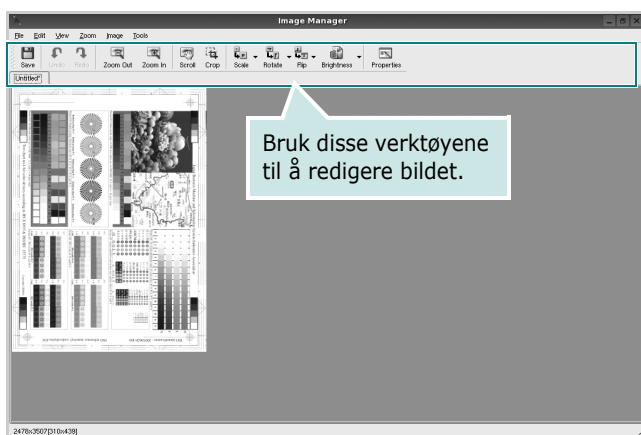 Image Manager
File Edit View Zoom Image Tools
Save Undo Redo Zoom Out Zoom In Scroll Crop Scale Rotate Flip Brightness Properties
Untitled*
Bruk disse verktøyene
til å redigere bildet.
2478x3507[310x439]